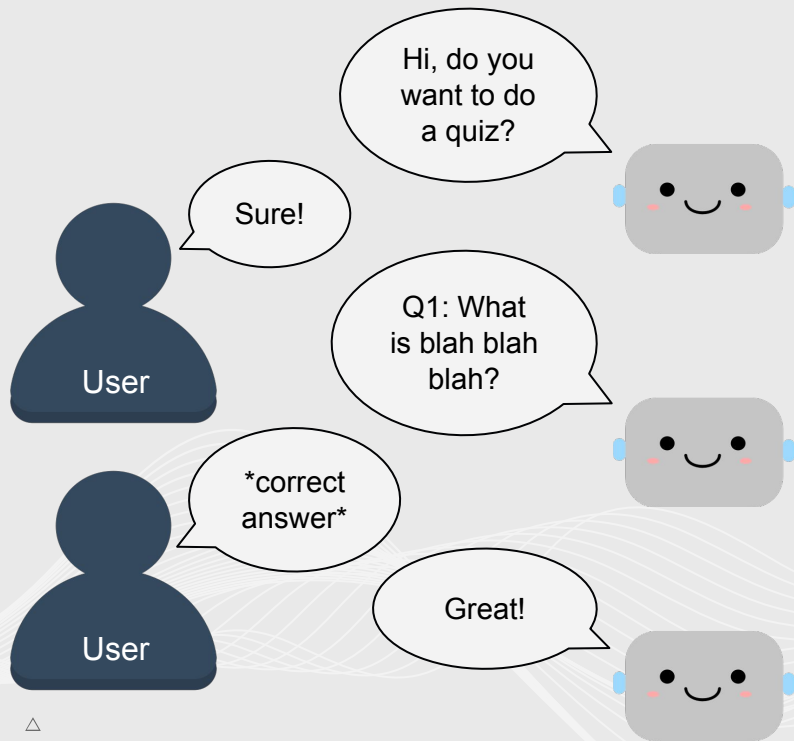 Hi, do you
want to do
a quiz?
Sure!
User
Q1: What
is blah blah
blah?
*correct
answer*
User
Great!